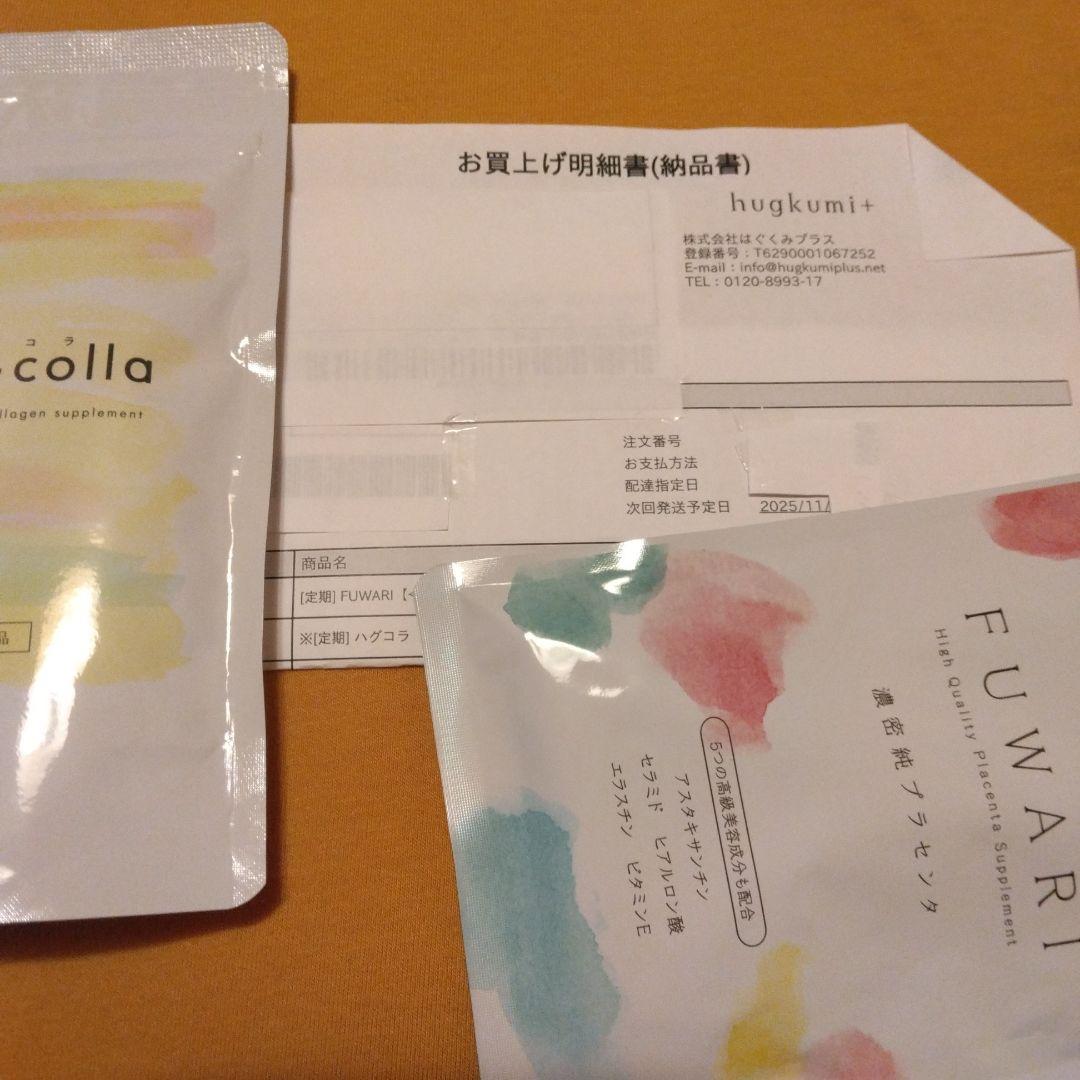 お買上げ明細書(納品書)
hugkumi+
株式会社はぐくみプラス
登録番号：T6290001067252
E-mail：info@hugkumiplus.net
TEL：0120-8993-17
注文番号
お支払方法
配達指定日
次回発送予定日 2025/11/
商品名
[定期] FUWARI【
※[定期] ハグコラ
コラ
colla
llagen supplement
品
FUWARI
High Quality Placenta Supplement
濃密純プラセンタ
5つの高級美容成分も配合
アスタキサンチン
セラミド ヒアルロン酸
エラスチン ビタミンE